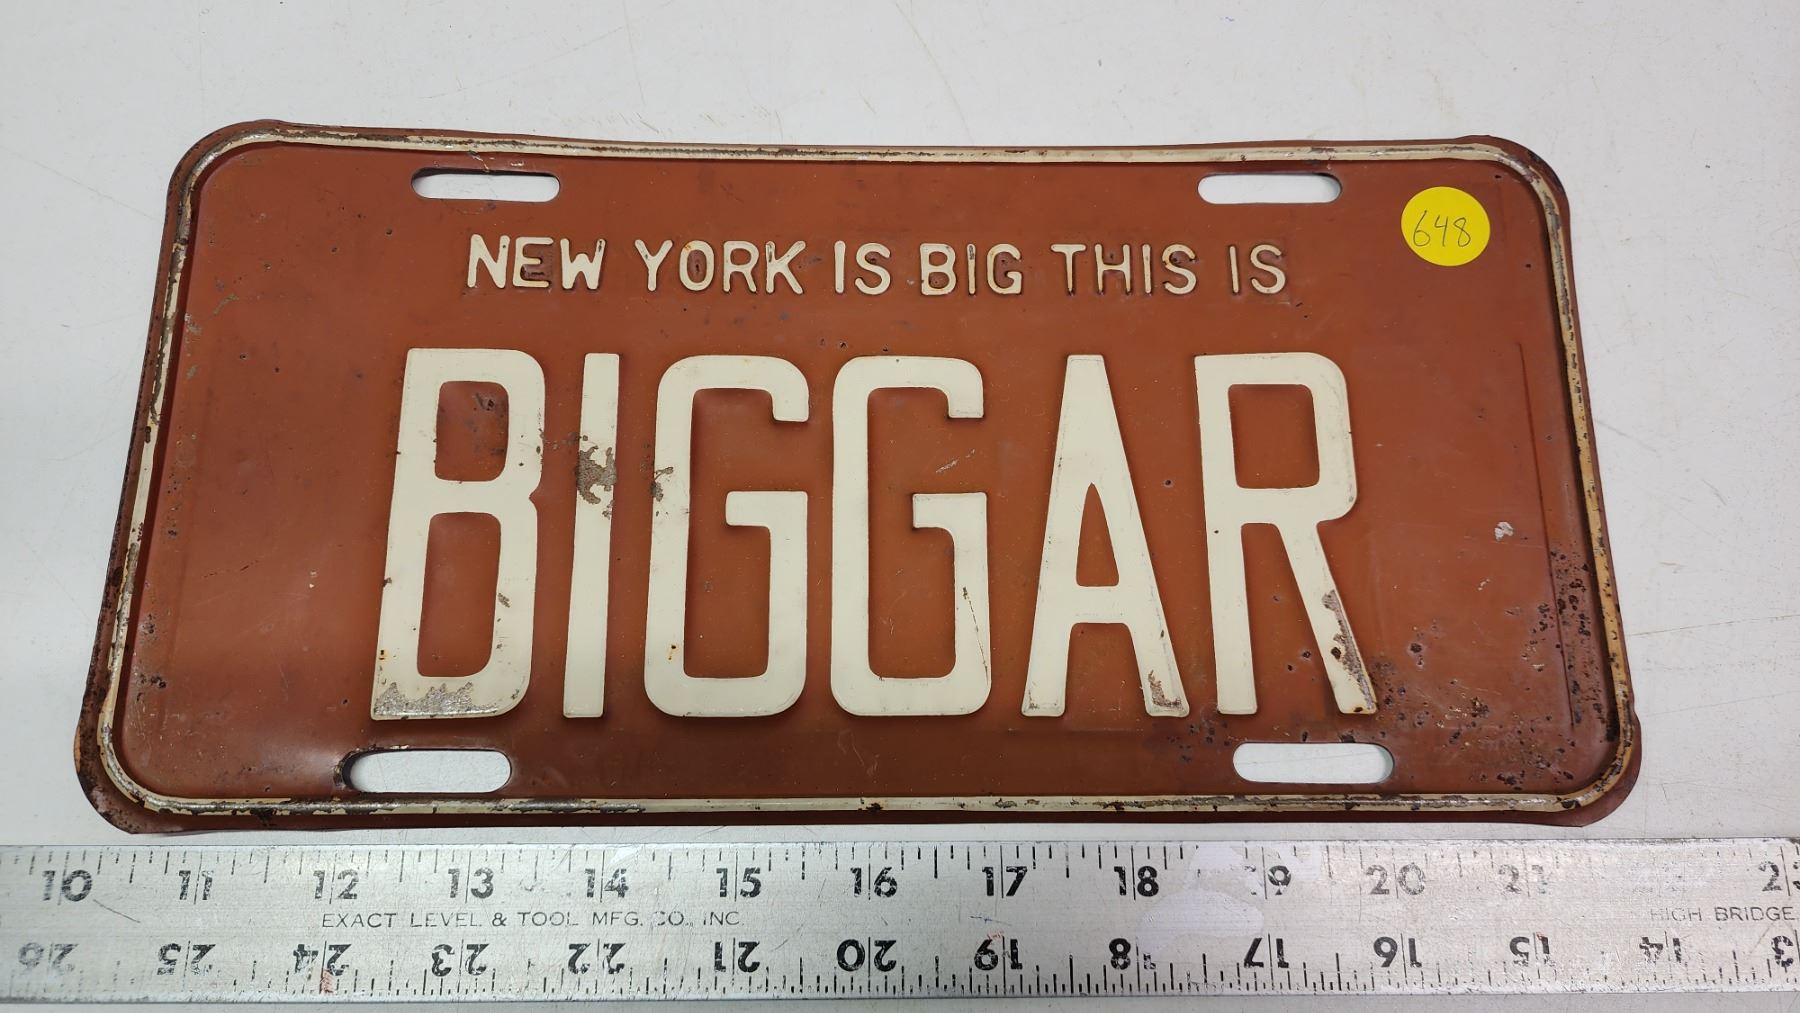 648
NEW YORK IS BIG THIS IS
BIGGAR
10 11 12 13 14 15 16 17 18 19 20 21
EXACT LEVEL & TOOL MFG. CO., INC.
HIGH BRIDGE
26 25 24 23 22 21 20 19 18 17 16 15 14